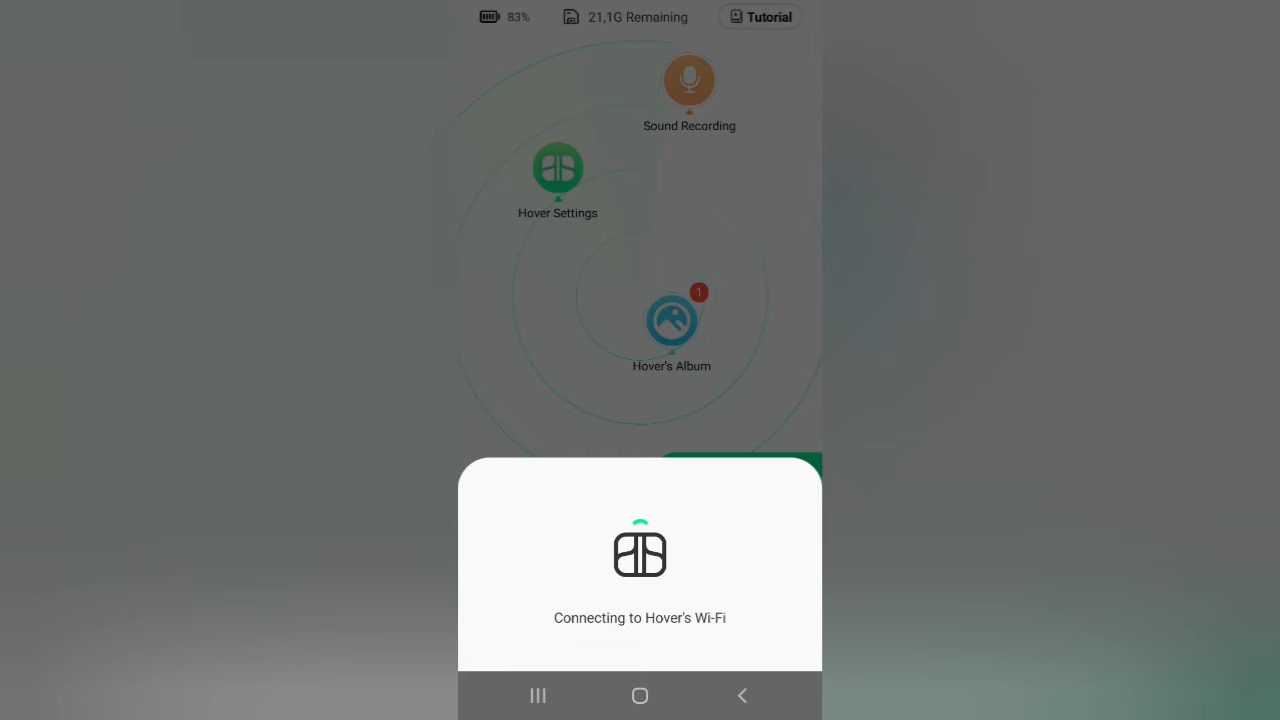 83%
21,1G Remaining
Tutorial
Sound Recording
Hover Settings
1
Hover's Album
Connecting to Hover's Wi-Fi